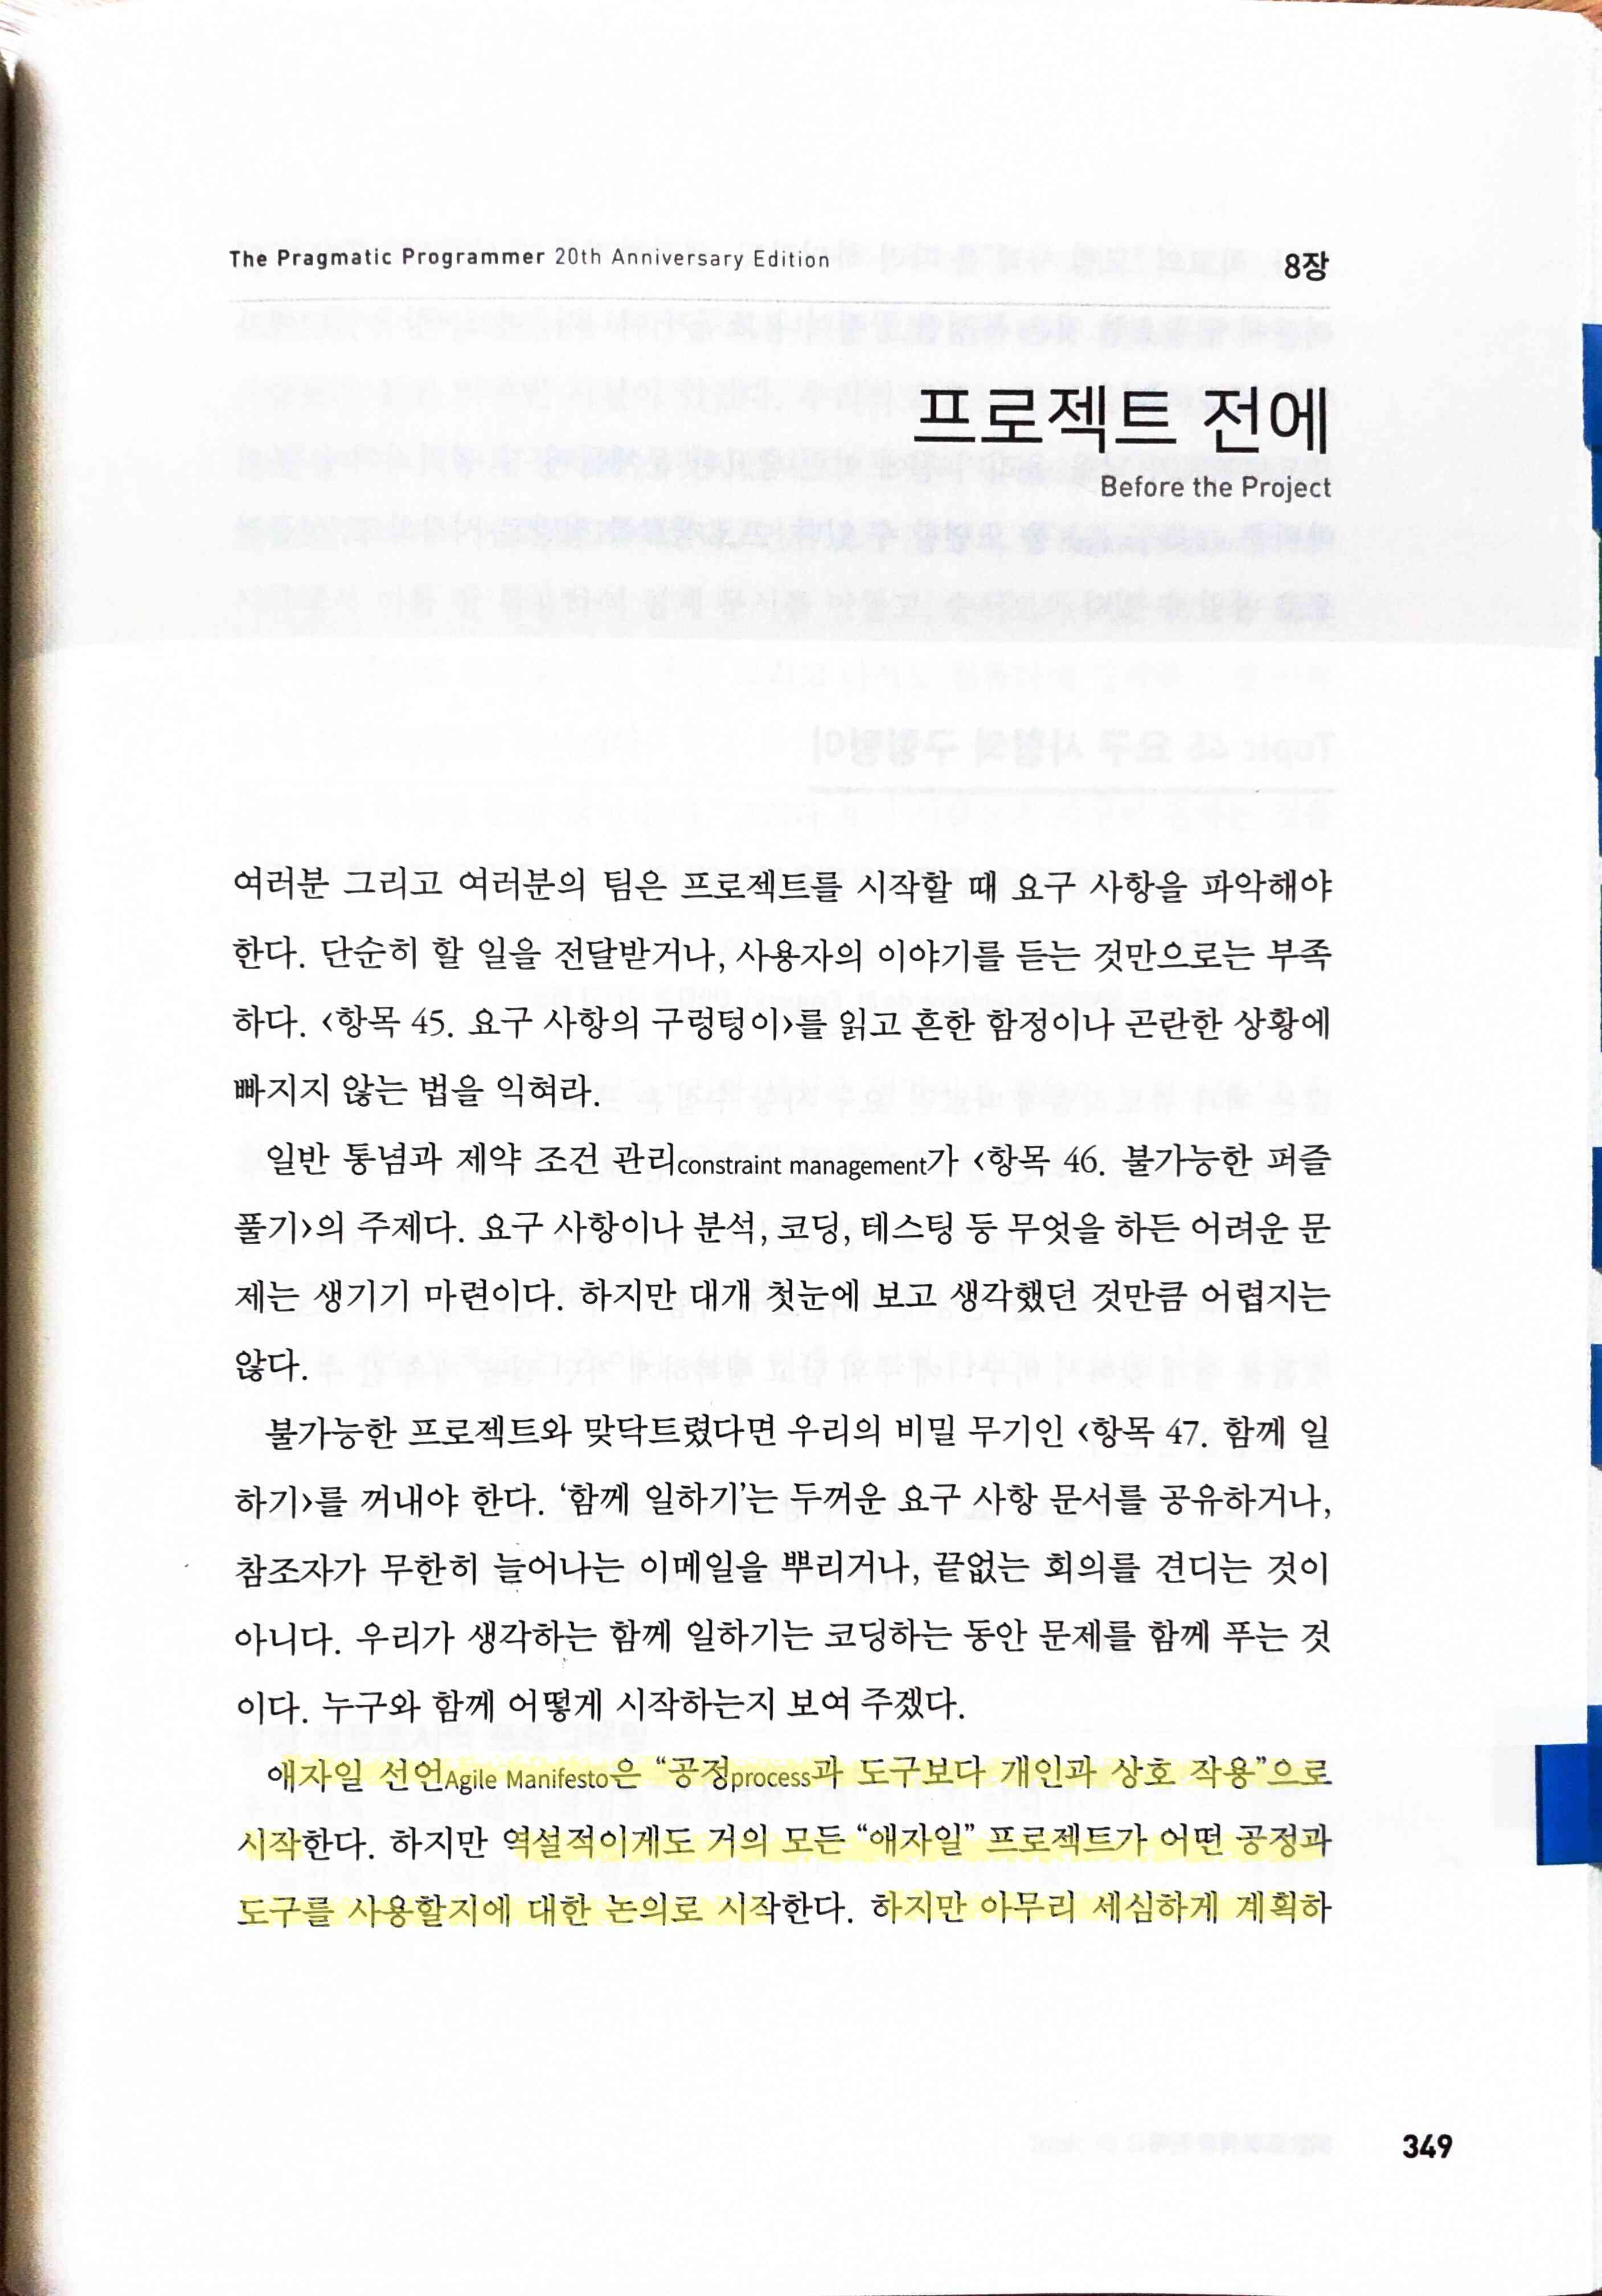 The Pragmatic Programmer 20th Anniversary Edition 8장
프로젝트 전에
Before the Project
여러분 그리고 여러분의 팀은 프로젝트를 시작할 때 요구 사항을 파악해야
한다. 단순히 할 일을 전달받거나, 사용자의 이야기를 듣는 것만으로는 부족
하다. <항목 45. 요구 사항의 구렁텅이>를 읽고 흔한 함정이나 곤란한 상황에
빠지지 않는 법을 익혀라.
일반 통념과 제약 조건 관리constraint management가 <항목 46. 불가능한 퍼즐
풀기>의 주제다. 요구 사항이나 분석, 코딩, 테스팅 등 무엇을 하든 어려운 문
제는 생기기 마련이다. 하지만 대개 첫눈에 보고 생각했던 것만큼 어렵지는
않다.
불가능한 프로젝트와 맞닥트렸다면 우리의 비밀 무기인 <항목 47. 함께 일
하기>를 꺼내야 한다. ‘함께 일하기’는 두꺼운 요구 사항 문서를 공유하거나,
참조자가 무한히 늘어나는 이메일을 뿌리거나, 끝없는 회의를 견디는 것이
아니다. 우리가 생각하는 함께 일하기는 코딩하는 동안 문제를 함께 푸는 것
이다. 누구와 함께 어떻게 시작하는지 보여 주겠다.
애자일 선언Agile Manifesto은 “공정process과 도구보다 개인과 상호 작용”으로
시작한다. 하지만 역설적이게도 거의 모든 “애자일” 프로젝트가 어떤 공정과
도구를 사용할지에 대한 논의로 시작한다. 하지만 아무리 세심하게 계획하
349